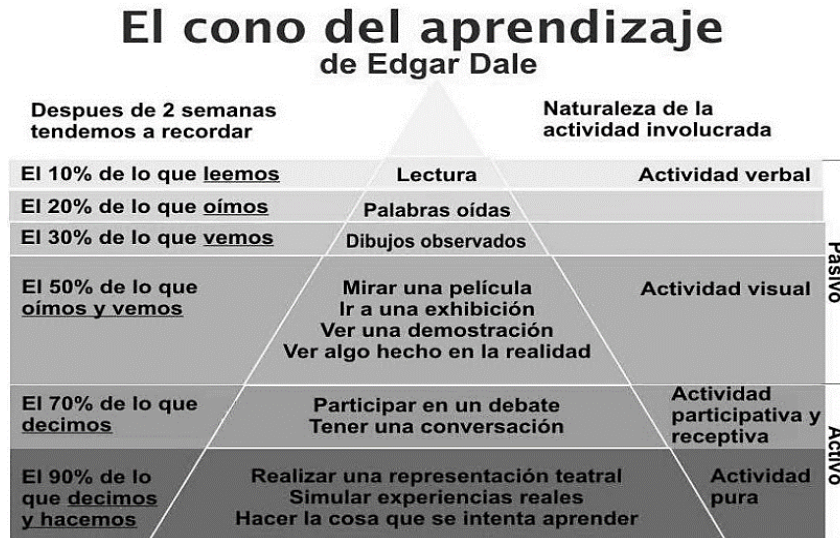 El cono del aprendizaje
de Edgar Dale
Despues de 2 semanas
tendemos a recordar
Naturaleza de la
actividad involucrada
El 10% de lo que leemos
Lectura
Actividad verbal
El 20% de lo que oímos
Palabras oídas
El 30% de lo que vemos
Dibujos observados
El 50% de lo que
oímos y vemos
Mirar una película
Ir a una exhibición
Ver una demostración
Ver algo hecho en la realidad
Actividad visual
Pasivo
El 70% de lo que
decimos
Participar en un debate
Tener una conversación
Actividad
participativa y
receptiva
El 90% de lo
que decimos
y hacemos
Realizar una representación teatral
Simular experiencias reales
Hacer la cosa que se intenta aprender
Actividad
pura
Activo